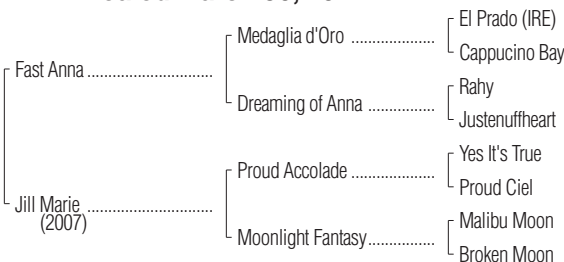 El Prado (IRE)
Medaglia d'Oro ..................
Cappucino Bay
Fast Anna ...........................
Rahy
Dreaming of Anna ................
Justenuffheart
Yes It's True
Proud Accolade ....................
Proud Ciel
Jill Marie ...........................
(2007)
Malibu Moon
Moonlight Fantasy................
Broken Moon